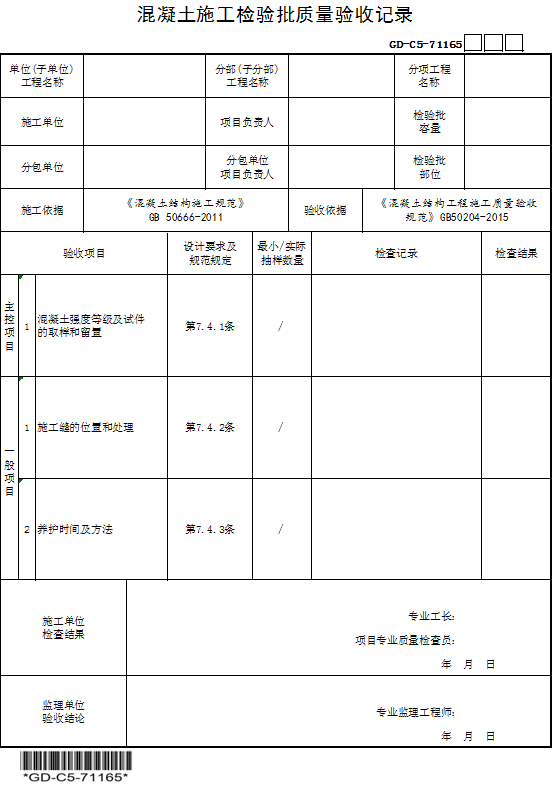 混凝土施工检验批质量验收记录
GD-C5-71165
单位(子单位)
工程名称
分部(子分部)
工程名称
分项工程
名称
施工单位
项目负责人
检验批
容量
分包单位
分包单位
项目负责人
检验批
部位
施工依据
《混凝土结构施工规范》
GB 50666-2011
验收依据
《混凝土结构工程施工质量验收
规范》GB50204-2015
验收项目
设计要求及
规范规定
最小/实际
抽样数量
检查记录
检查结果
主控项目
1
混凝土强度等级及试件
的取样和留置
第7.4.1条
/
一般项目
1
施工缝的位置和处理
第7.4.2条
/
2
养护时间及方法
第7.4.3条
/
施工单位
检查结果
专业工长:
项目专业质量检查员:
年 月 日
监理单位
验收结论
专业监理工程师:
年 月 日
*GD-C5-71165*